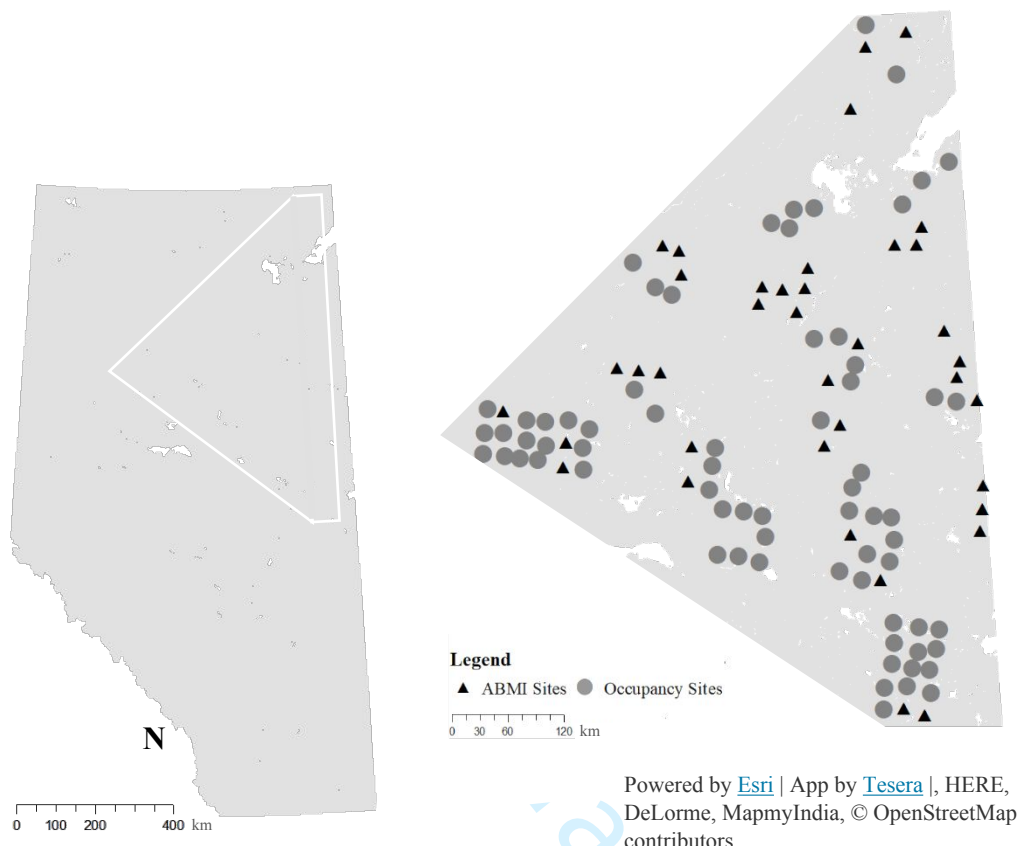 N
0 100 200 400 km
Legend
ABMI Sites Occupancy Sites
0 30 60 120 km
Powered by Esri | App by Tesera |, HERE,
DeLorme, MapmyIndia, © OpenStreetMap
contributors